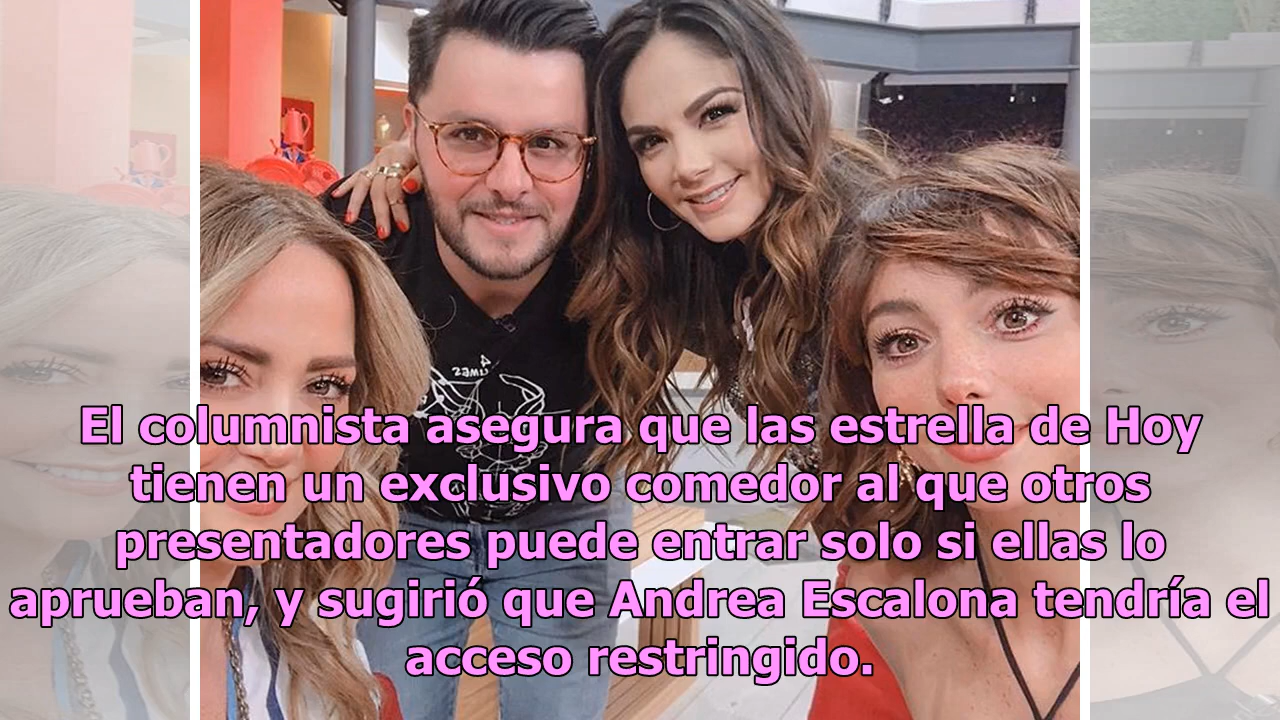 El columnista asegura que las estrella de Hoy
tienen un exclusivo comedor al que otros
presentadores puede entrar solo si ellas lo
aprueban, y sugirió que Andrea Escalona tendría el
acceso restringido.